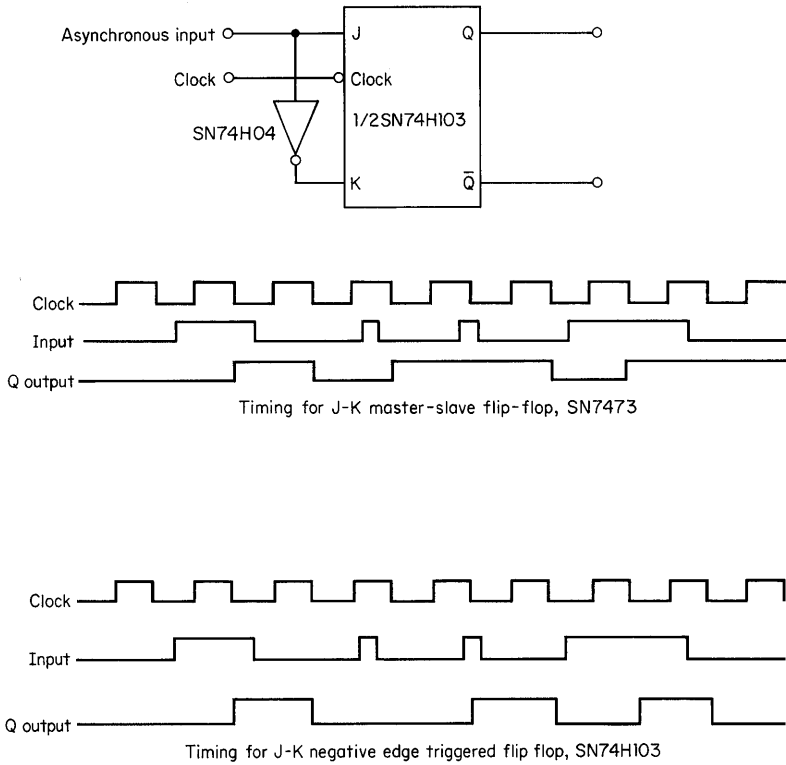 Asynchronous input
J
Q
Clock
Clock
SN74H04
1/2SN74H103
K
Q̅
Clock
Input
Q output
Timing for J-K master-slave flip-flop, SN7473
Clock
Input
Q output
Timing for J-K negative edge triggered flip flop, SN74H103